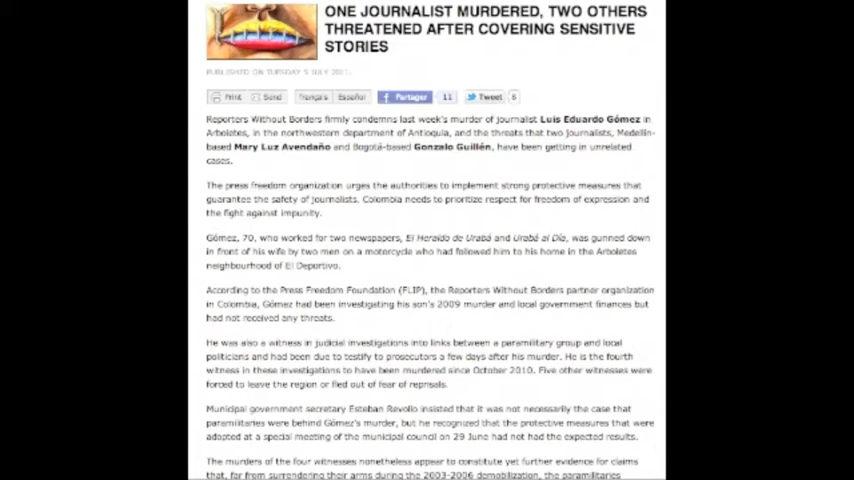 ONE JOURNALIST MURDERED, TWO OTHERS
THREATENED AFTER COVERING SENSITIVE
STORIES
PUBLISHED ON TUESDAY 5 JULY 2011.
Print Send Français Español Partager 11 Tweet 8
Reporters Without Borders firmly condemns last week's murder of journalist Luis Eduardo Gómez in
Arboletes, in the northwestern department of Antioquia, and the threats that two journalists, Medellín-
based Mary Luz Avendaño and Bogotá-based Gonzalo Guillén, have been getting in unrelated
cases.
The press freedom organization urges the authorities to implement strong protective measures that
guarantee the safety of journalists. Colombia needs to prioritize respect for freedom of expression and
the fight against impunity.
Gómez, 70, who worked for two newspapers, El Heraldo de Urabá and Urabá al Día, was gunned down
in front of his wife by two men on a motorcycle who had followed him to his home in the Arboletes
neighbourhood of El Deportivo.
According to the Press Freedom Foundation (FLIP), the Reporters Without Borders partner organization
in Colombia, Gómez had been investigating his son's 2009 murder and local government finances but
had not received any threats.
He was also a witness in judicial investigations into links between a paramilitary group and local
politicians and had been due to testify to prosecutors a few days after his murder. He is the fourth
witness in these investigations to have been murdered since October 2010. Five other witnesses were
forced to leave the region or fled out of fear of reprisals.
Municipal government secretary Esteban Revollo insisted that it was not necessarily the case that
paramilitaries were behind Gómez's murder, but he recognized that the protective measures that were
adopted at a special meeting of the municipal council on 29 June had not had the expected results.
The murders of the four witnesses nonetheless appear to constitute yet further evidence for claims
that, far from surrendering their arms during the 2003-2006 demobilization, the paramilitaries